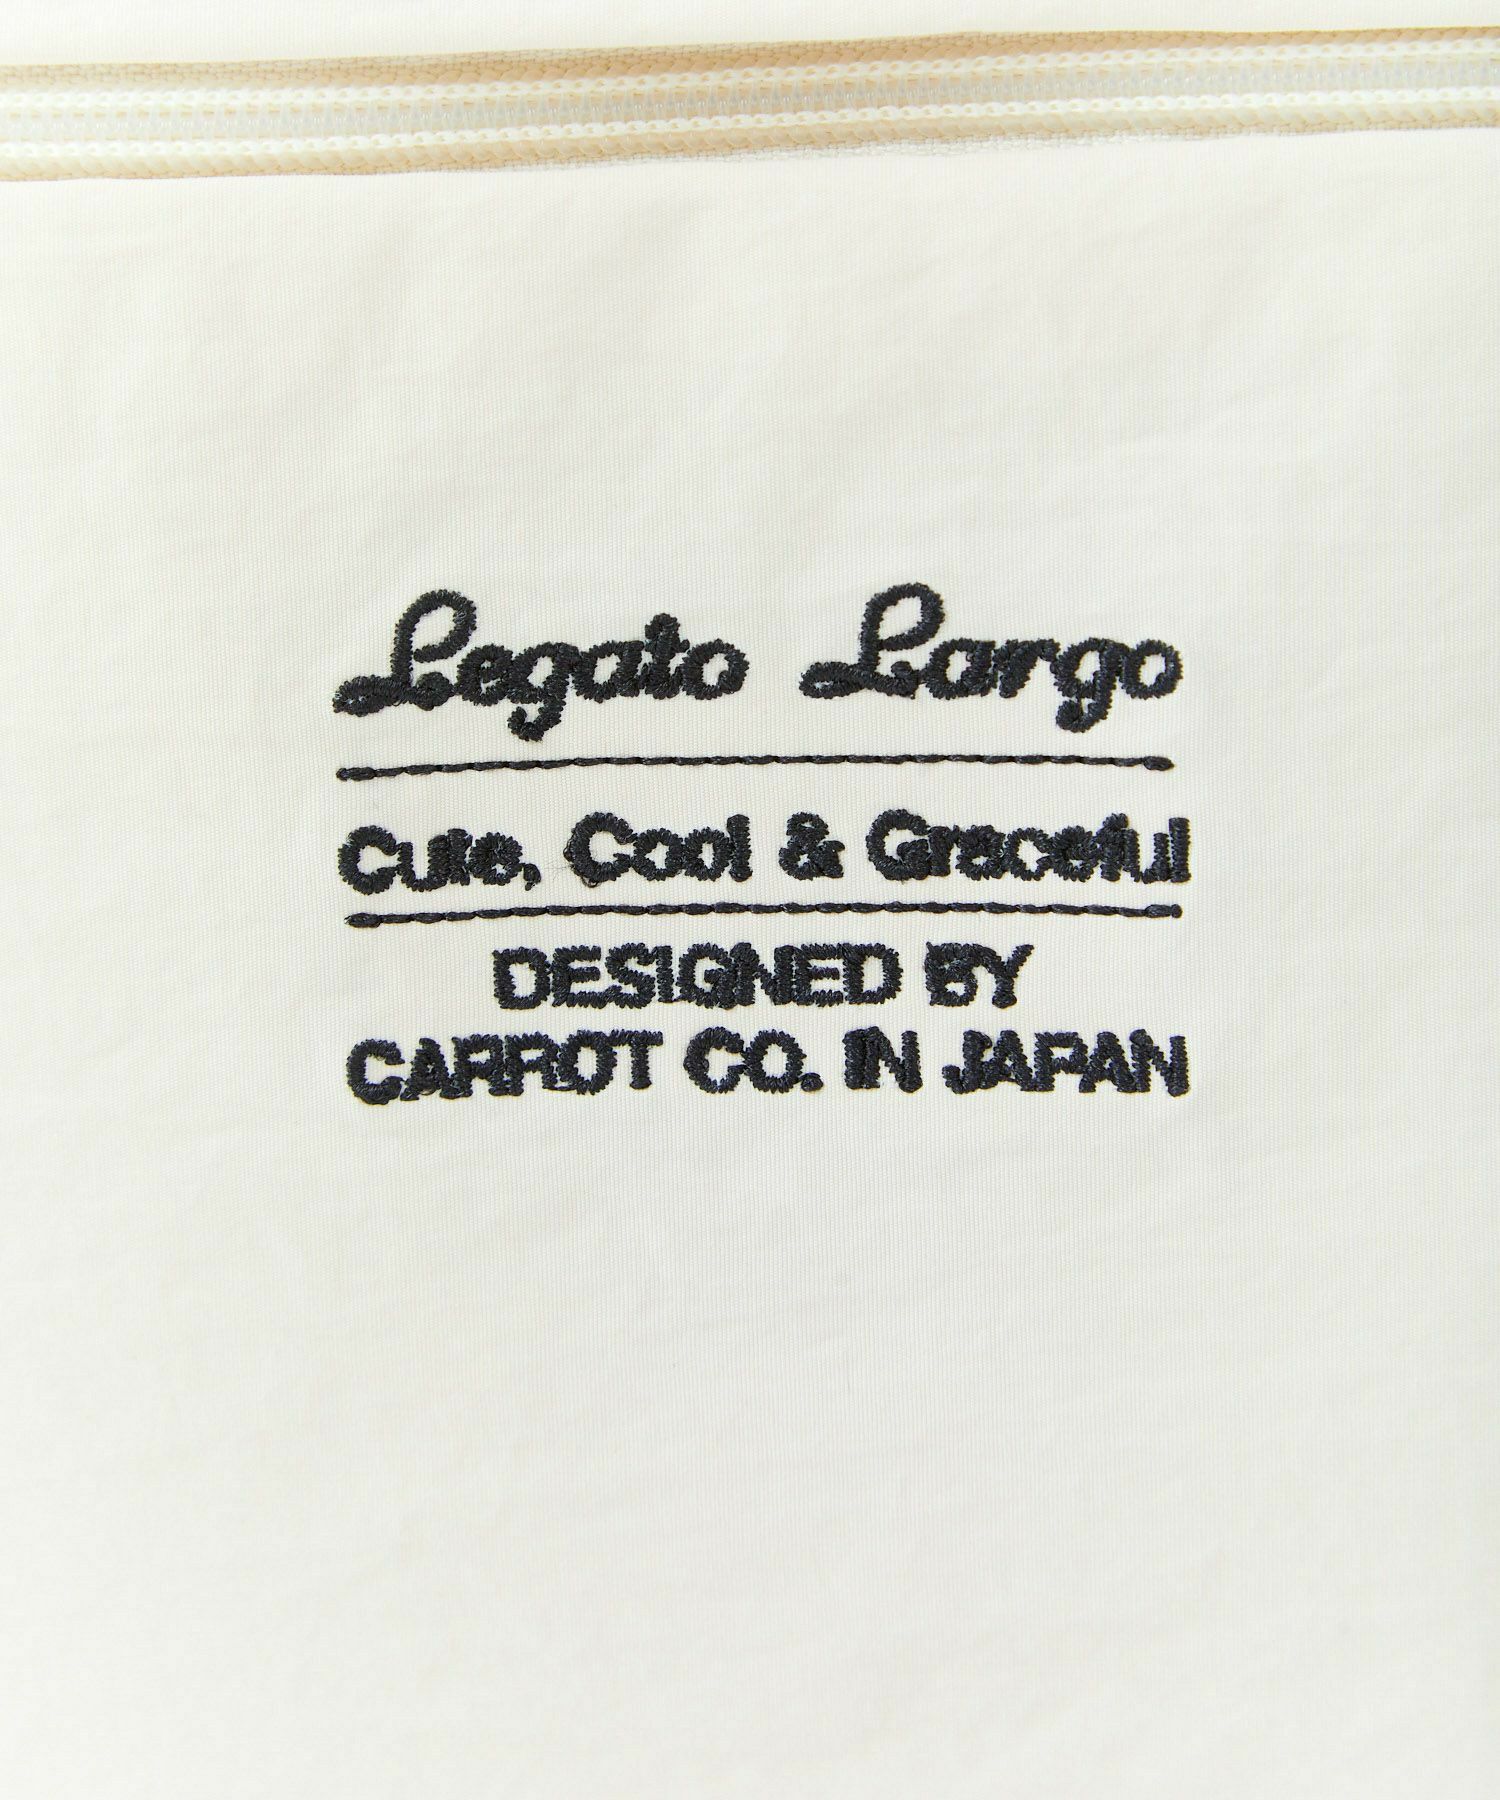 Legato Largo
Cute, Cool & Graceful
DESIGNED BY
CARROT CO. IN JAPAN